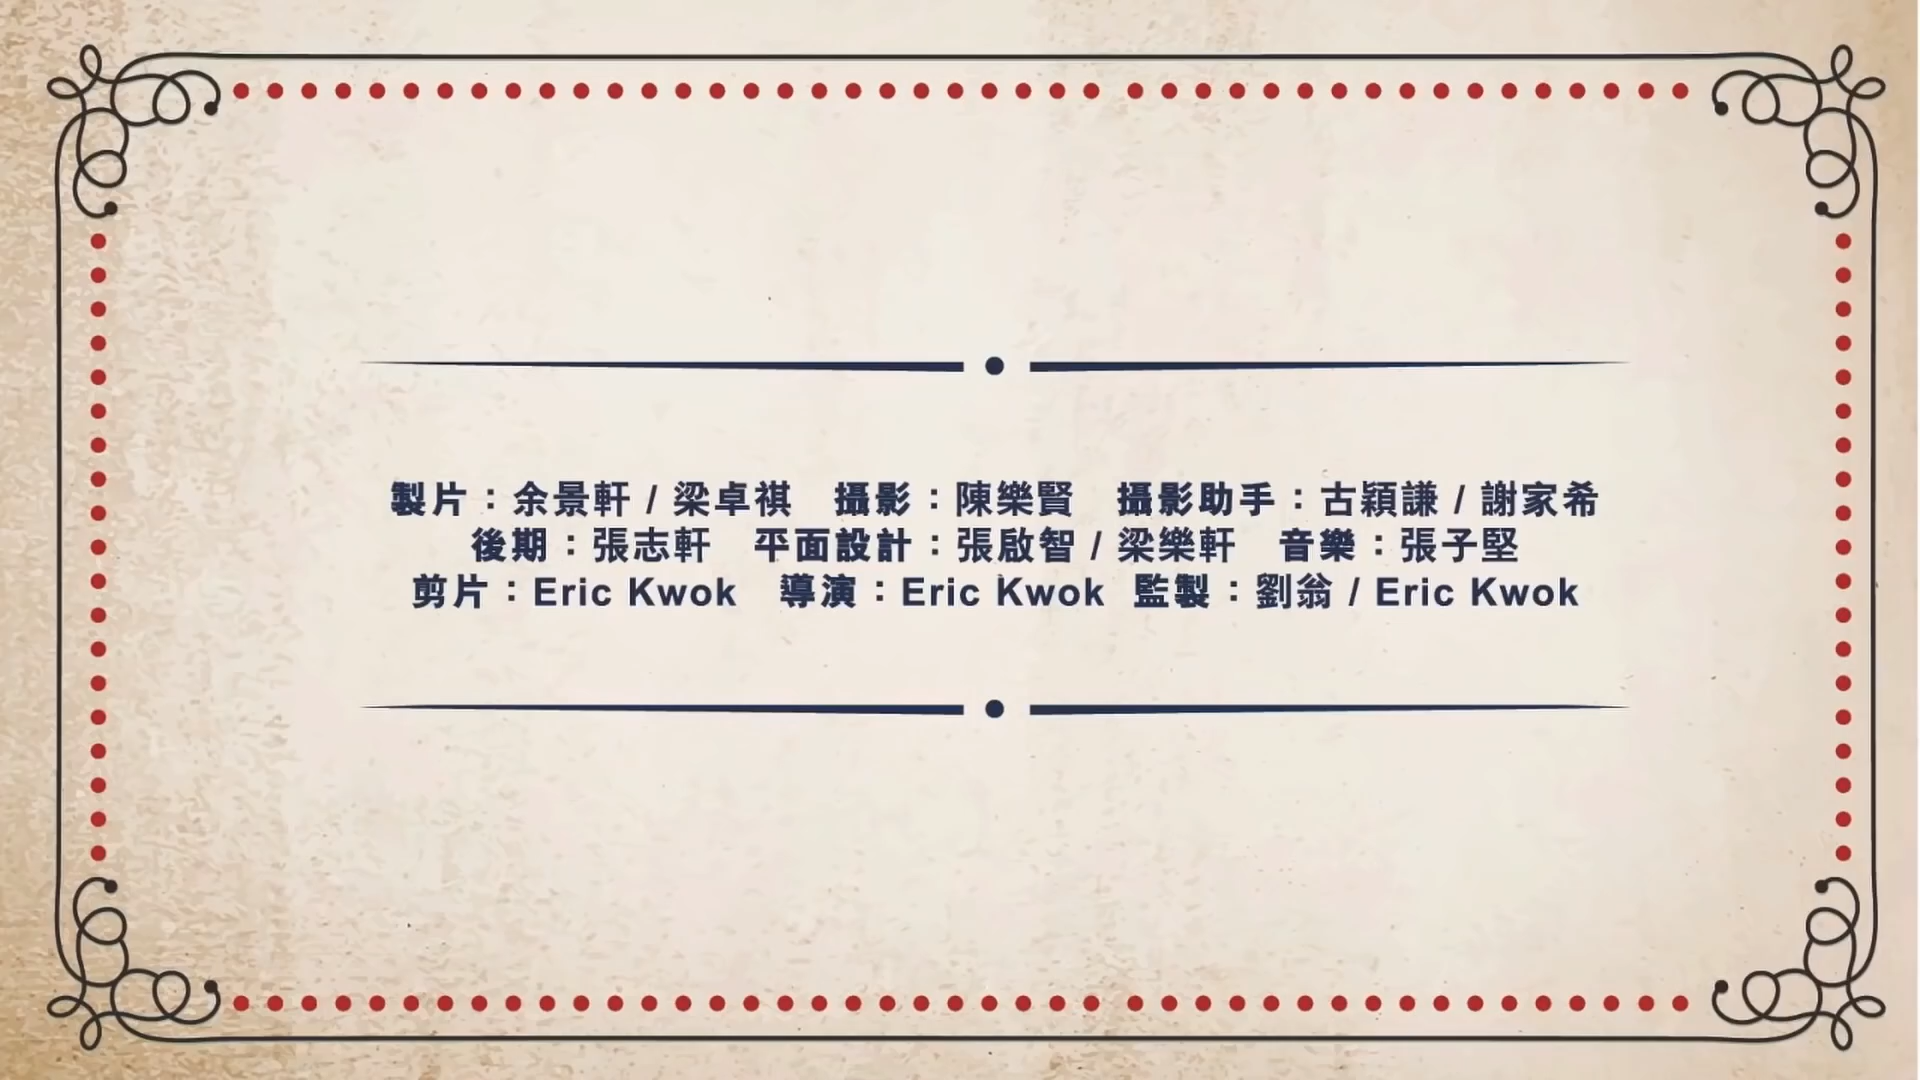 製片：余景軒 / 梁卓祺　攝影：陳樂賢　攝影助手：古穎謙 / 謝家希
後期：張志軒　平面設計：張啟智 / 梁樂軒　音樂：張子堅
剪片：Eric Kwok　導演：Eric Kwok　監製：劉翁 / Eric Kwok